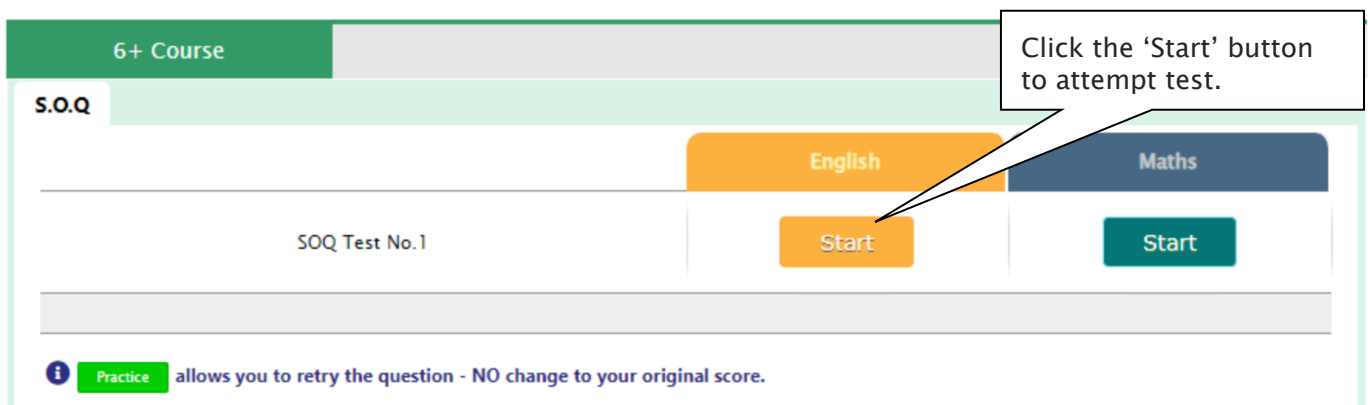 6+ Course
Click the ‘Start’ button
to attempt test.
S.O.Q
English
Maths
SOQ Test No.1
Start
Start
Practice allows you to retry the question - NO change to your original score.